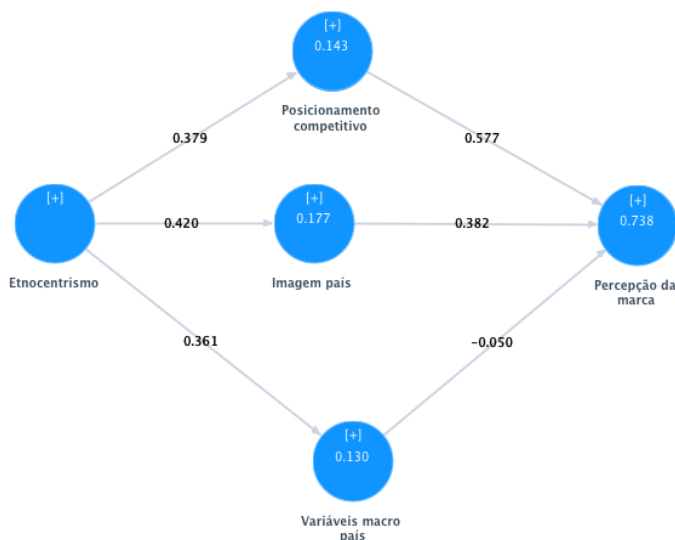 [+]
0.143
Posicionamento
competitivo
0.379
0.577
[+]
Etnocentrismo
0.420
[+]
0.177
Imagem país
0.382
[+]
0.738
Percepção da
marca
0.361
-0.050
[+]
0.130
Variáveis macro
país